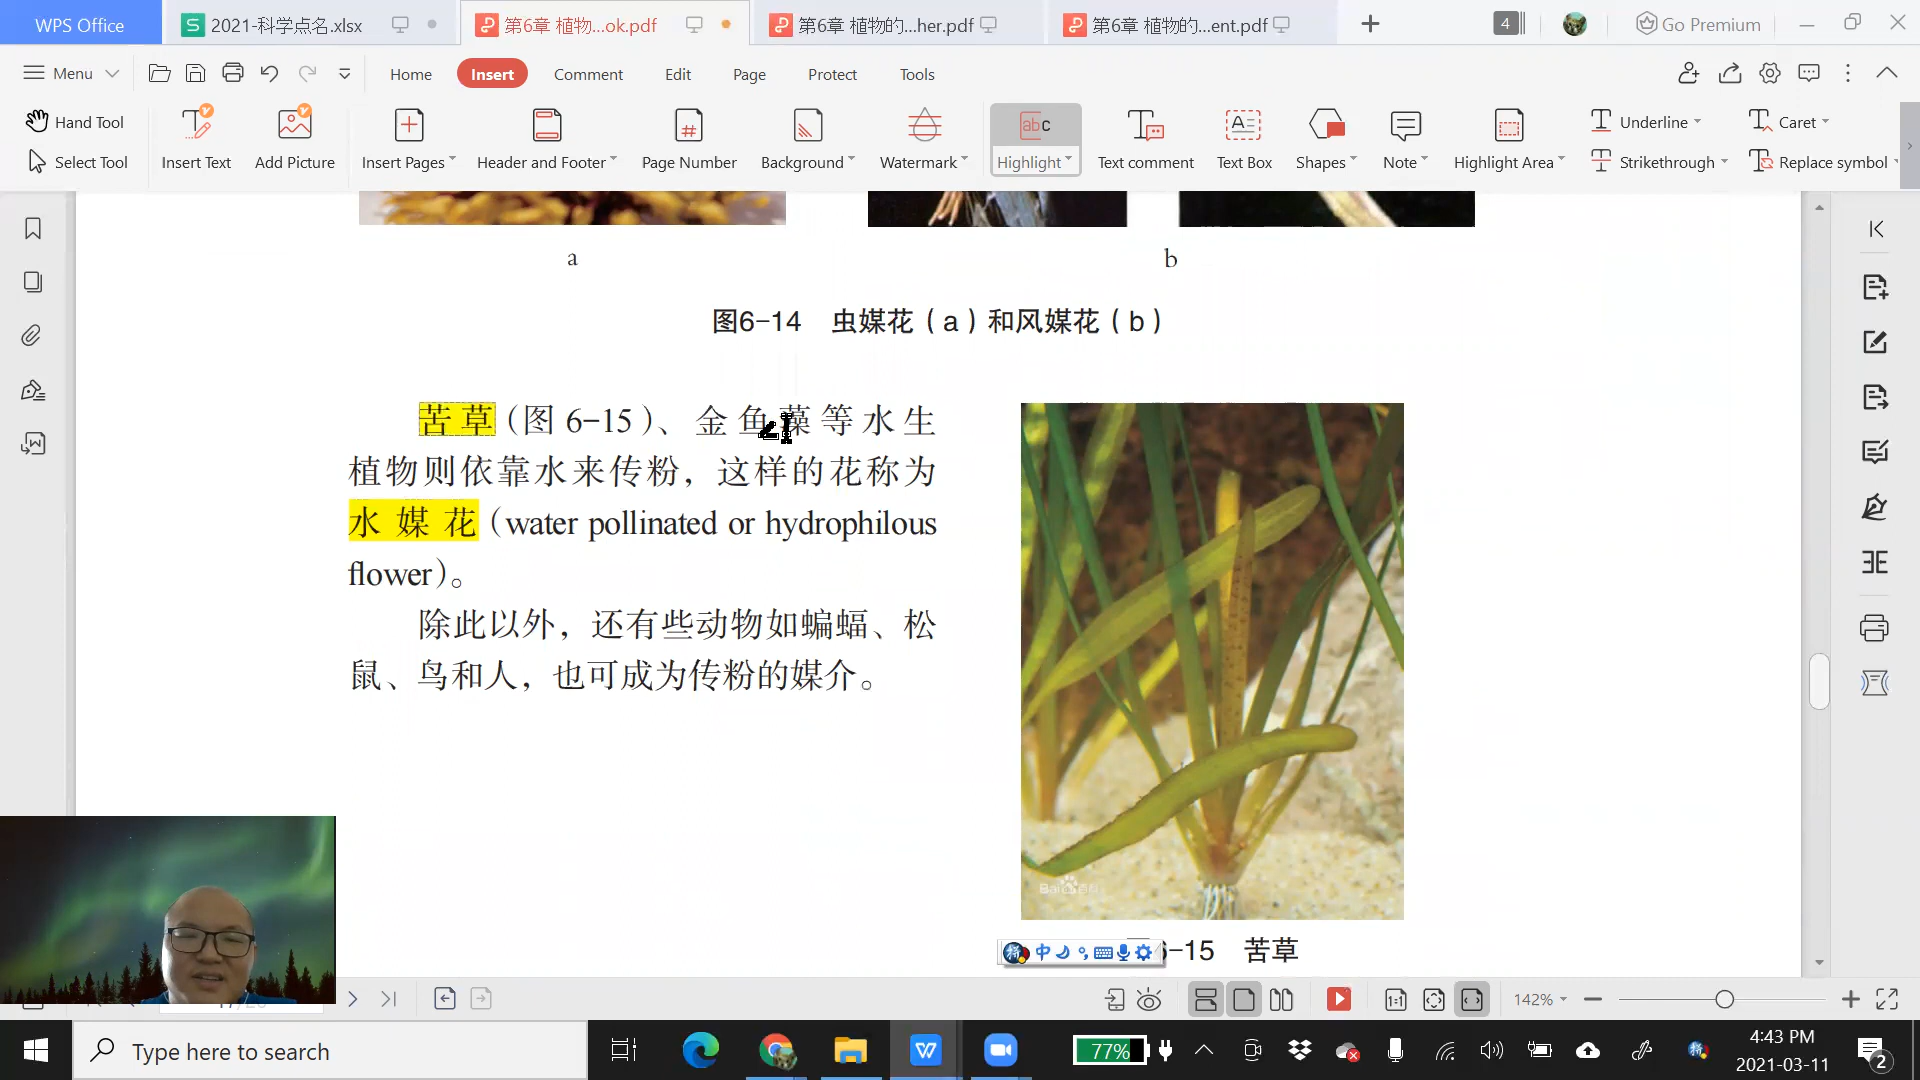 WPS Office
2021-科学点名.xlsx
第6章 植物...ok.pdf
第6章 植物的...her.pdf
第6章 植物的...ent.pdf
4
Go Premium
Menu
Home
Insert
Comment
Edit
Page
Protect
Tools
Hand Tool
Select Tool
Insert Text
Add Picture
Insert Pages
Header and Footer
Page Number
Background
Watermark
Highlight
Text comment
Text Box
Shapes
Note
Highlight Area
Underline
Strikethrough
Caret
Replace symbol
a
b
图6-14 虫媒花（a）和风媒花（b）
苦草（图 6-15）、金鱼藻等水生
植物则依靠水来传粉，这样的花称为
水媒花（water pollinated or hydrophilous
flower）。
除此以外，还有些动物如蝙蝠、松
鼠、鸟和人，也可成为传粉的媒介。
6-15 苦草
中
142%
Type here to search
77%
4:43 PM
2021-03-11
2